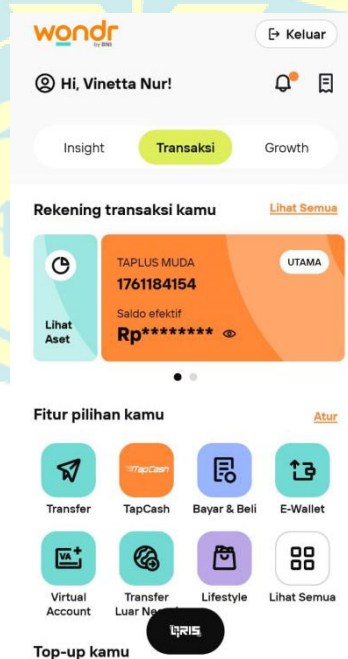 wondr
by BNI
Keluar
Hi, Vinetta Nur!
Insight
Transaksi
Growth
Rekening transaksi kamu
Lihat Semua
Lihat
Aset
TAPLUS MUDA
UTAMA
1761184154
Saldo efektif
Rp********
Fitur pilihan kamu
Atur
TapCash
Transfer
TapCash
Bayar & Beli
E-Wallet
VA
Virtual
Account
Transfer
Luar
Lifestyle
Lihat Semua
QRIS
Top-up kamu